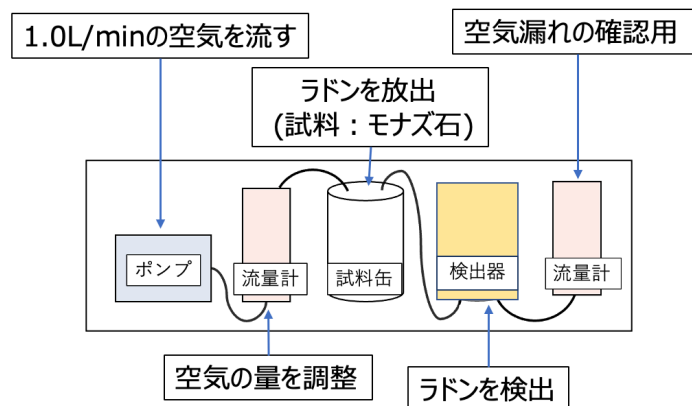 1.0L/minの空気を流す
空気漏れの確認用
ラドンを放出
(試料：モナズ石)
ポンプ
流量計
試料缶
検出器
流量計
空気の量を調整
ラドンを検出